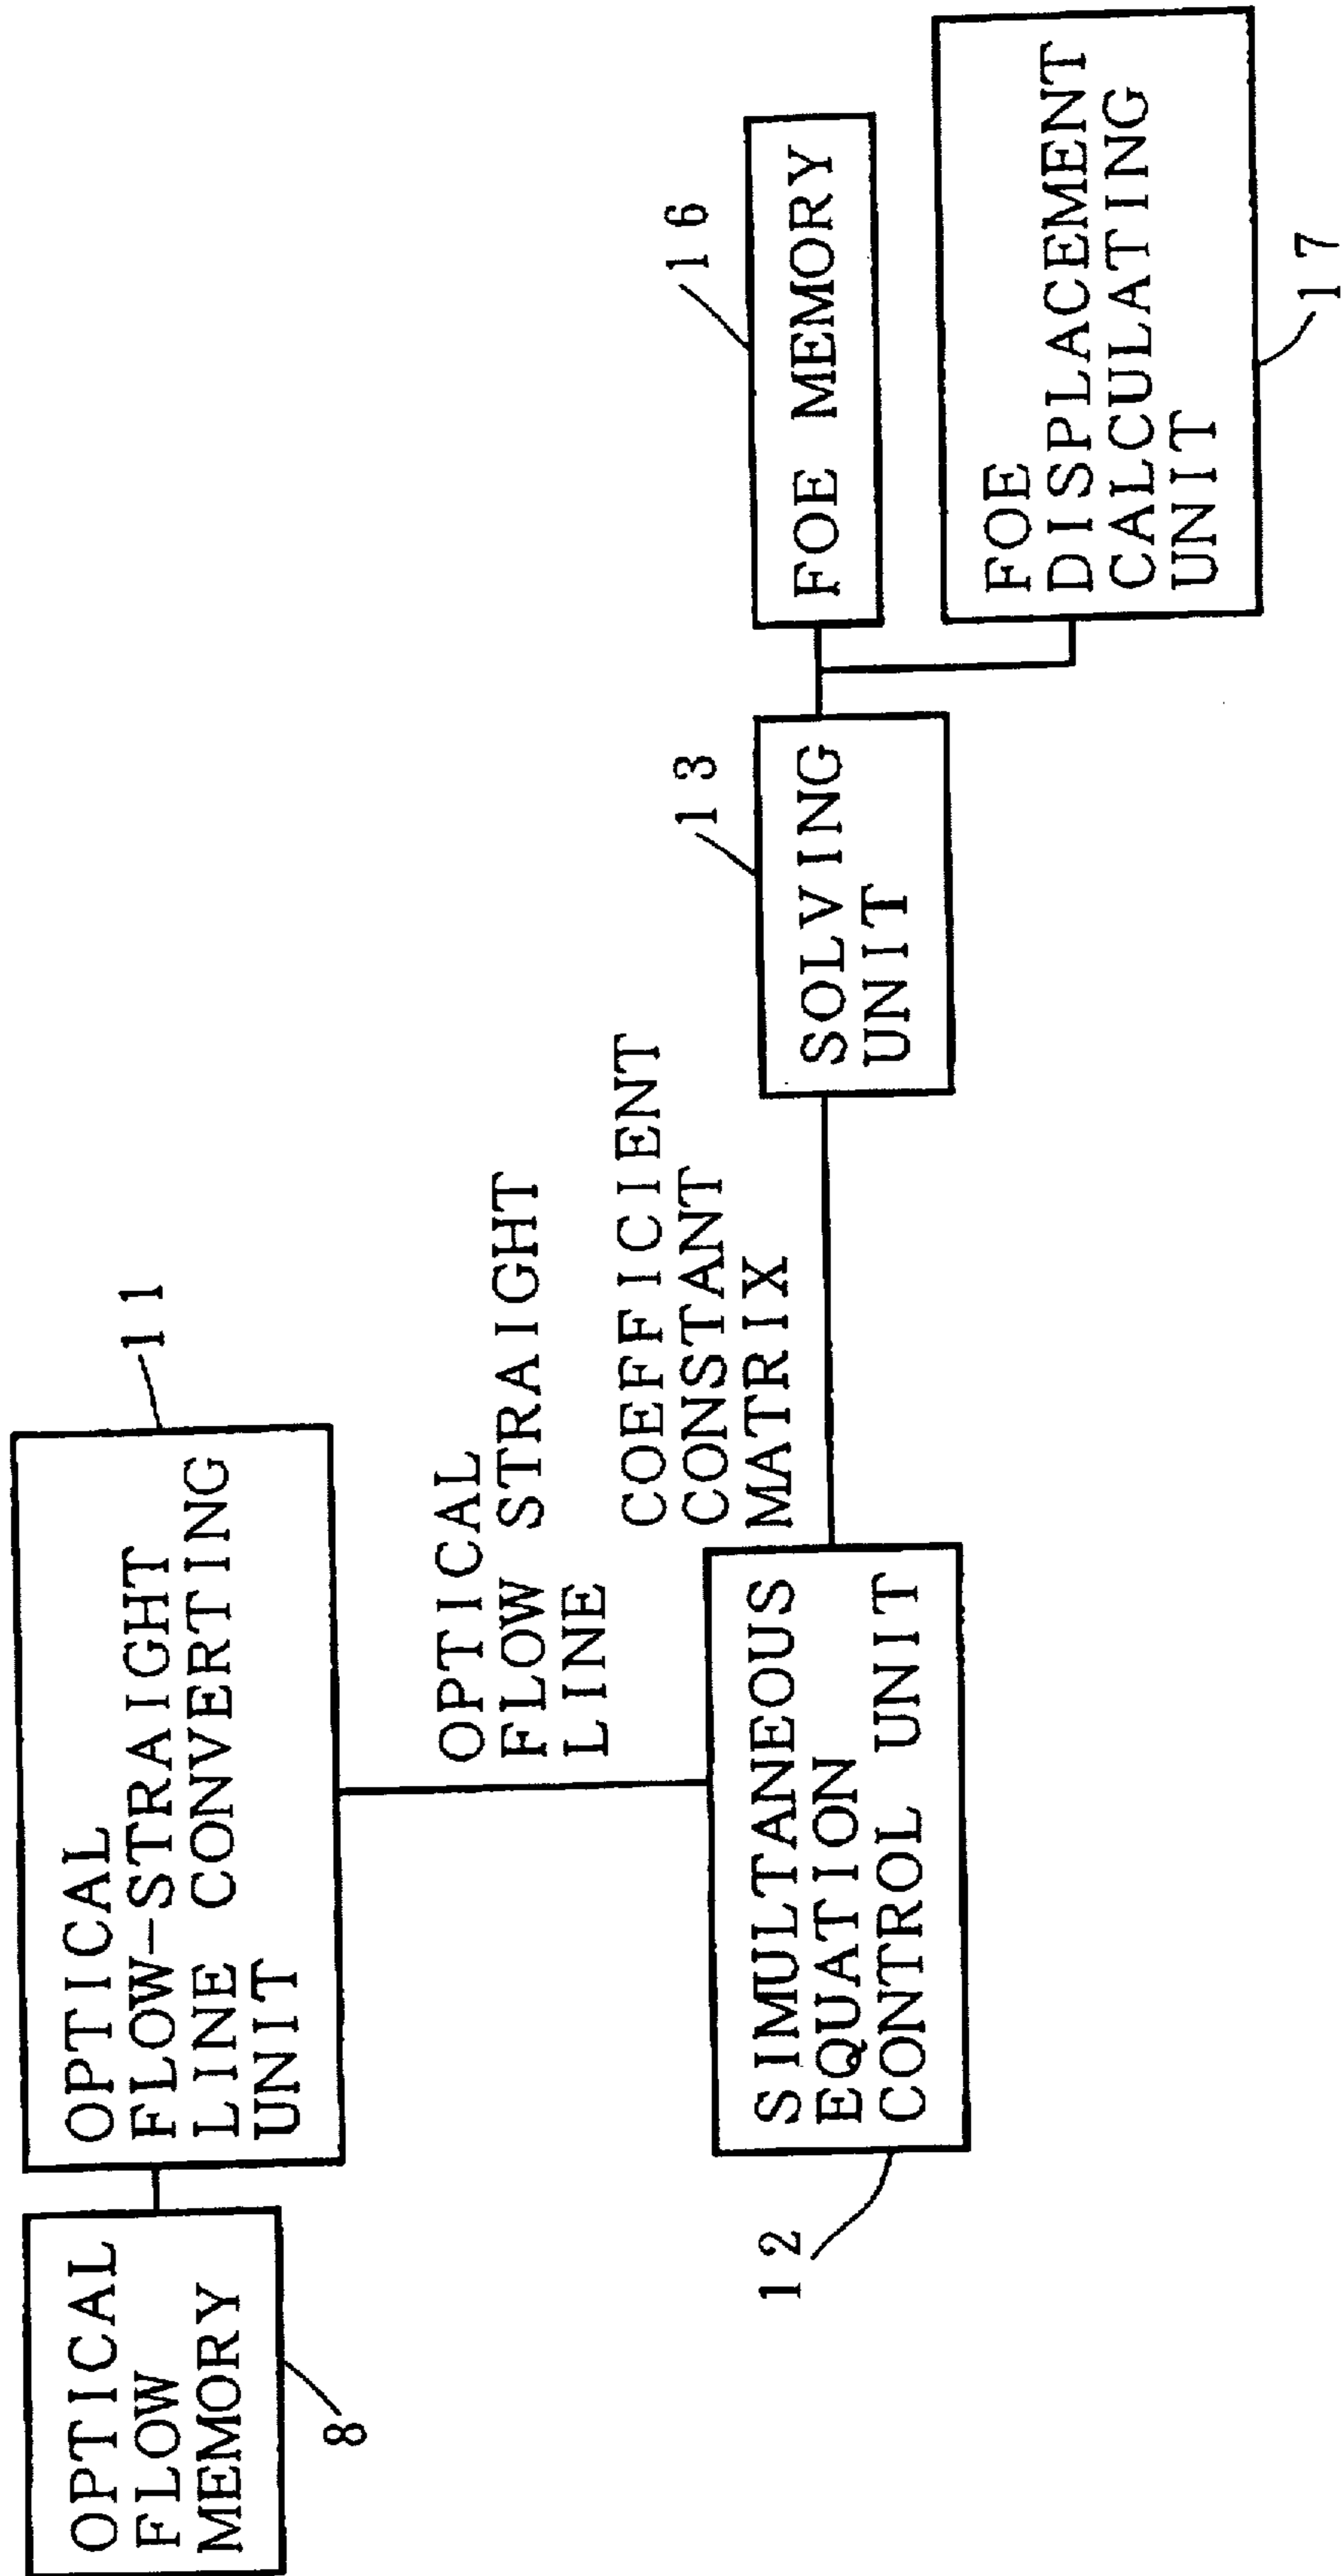 OPTICAL
FLOW
MEMORY
8
OPTICAL
FLOW-STRAIGHT
LINE CONVERTING
UNIT
11
OPTICAL
FLOW STRAIGHT
LINE
SIMULTANEOUS
EQUATION
CONTROL UNIT
12
COEFFICIENT
CONSTANT
MATRIX
SOLVING
UNIT
13
FOE MEMORY
16
FOE
DISPLACEMENT
CALCULATING
UNIT
17